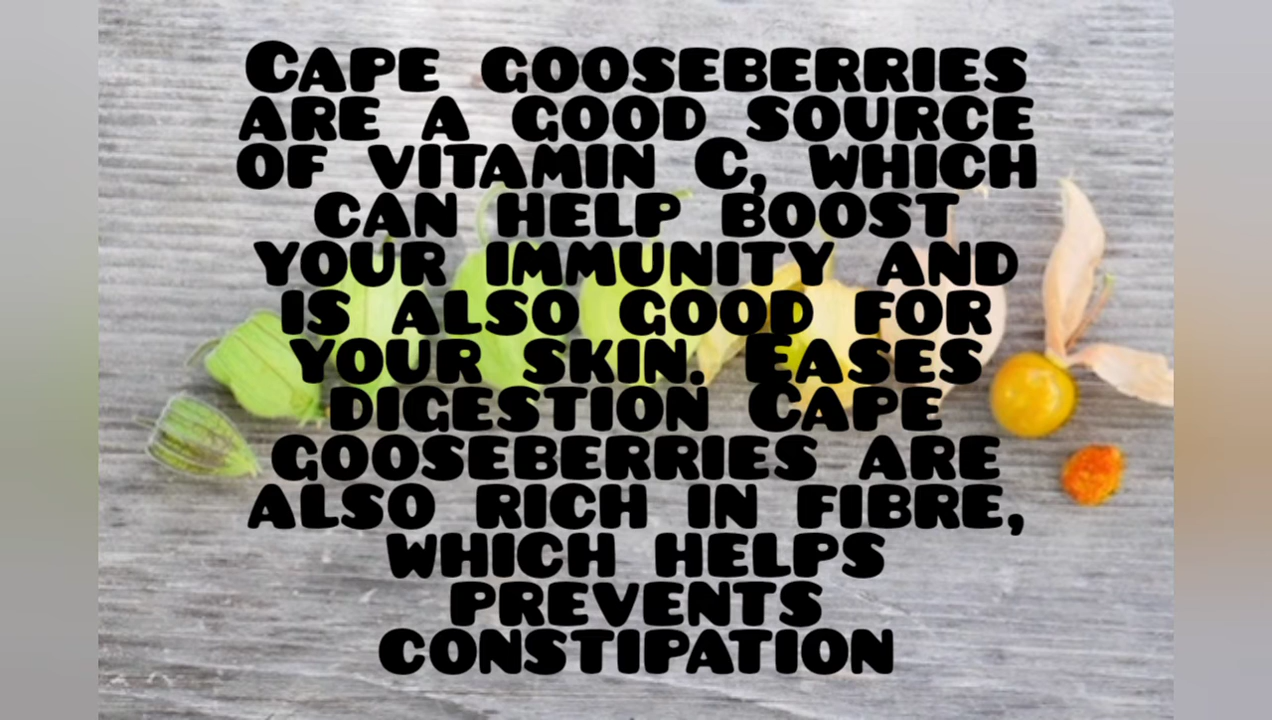 Cape gooseberries
are a good source
of vitamin C, which
can help boost
your immunity and
is also good for
your skin. Eases
digestion Cape
gooseberries are
also rich in fibre,
which helps
prevents
constipation